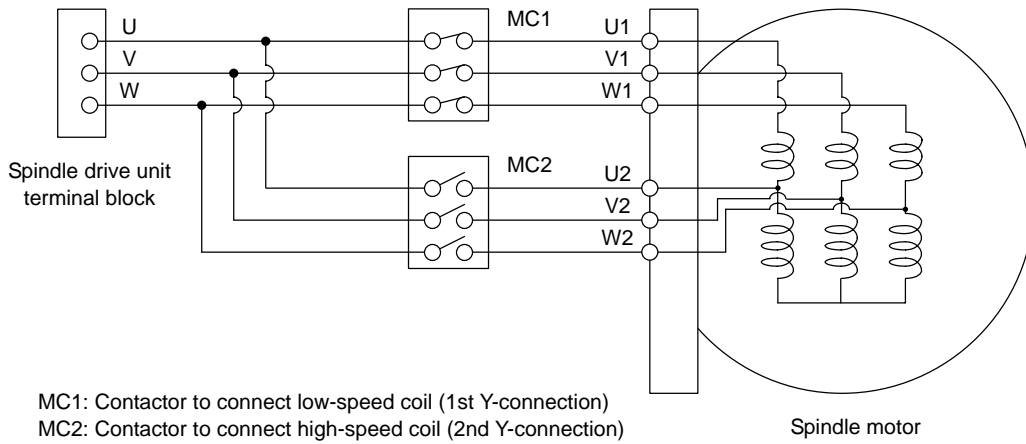 U
V
W
MC1
U1
V1
W1
Spindle drive unit
terminal block
MC2
U2
V2
W2
MC1: Contactor to connect low-speed coil (1st Y-connection)
MC2: Contactor to connect high-speed coil (2nd Y-connection)
Spindle motor